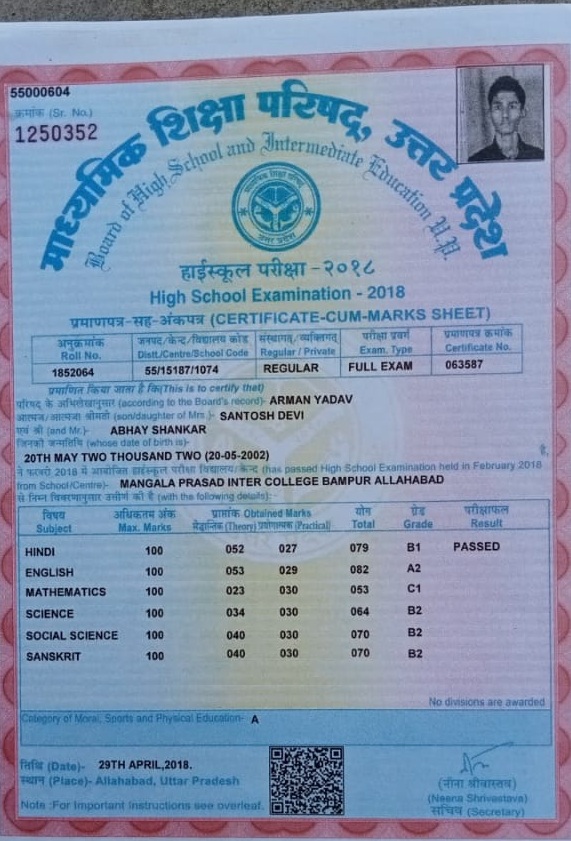 55000604
क्रमांक (Sr. No.)
1250352
माध्यमिक शिक्षा परिषद्, उत्तर प्रदेश
Board of High School and Intermediate Education U.P.
हाईस्कूल परीक्षा -२०१८
High School Examination - 2018
प्रमाणपत्र-सह-अंकपत्र (CERTIFICATE-CUM-MARKS SHEET)
अनुक्रमांक जनपद/केन्द्र/विद्यालय कोड संस्थागत/ व्यक्तिगत परीक्षा प्रवर्ग प्रमाणपत्र क्रमांक
Roll No. Distt./Centre/School Code Regular / Private Exam. Type Certificate No.
1852064 55/15187/1074 REGULAR FULL EXAM 063587
प्रमाणित किया जाता है कि(This is to certify that)
परिषद के अभिलेखानुसार (according to the Board's record)- ARMAN YADAV
आत्मज/आत्मजा श्रीमती (son/daughter of Mrs.)- SANTOSH DEVI
एवं श्री (and Mr.)- ABHAY SHANKAR
जिनकी जन्मतिथि (whose date of birth is)-
20TH MAY TWO THOUSAND TWO (20-05-2002) है,
ने फरवरी 2018 में आयोजित हाईस्कूल परीक्षा विद्यालय/केन्द्र (has passed High School Examination held in February 2018
from School/Centre)- MANGALA PRASAD INTER COLLEGE BAMPUR ALLAHABAD
से निम्न विवरणानुसार उत्तीर्ण की है (with the following details):-
विषय अधिकतम अंक प्राप्तांक Obtained Marks योग ग्रेड परीक्षाफल
Subject Max. Marks सैद्धान्तिक (Theory) प्रयोगात्मक (Practical) Total Grade Result
HINDI 100 052 027 079 B1 PASSED
ENGLISH 100 053 029 082 A2
MATHEMATICS 100 023 030 053 C1
SCIENCE 100 034 030 064 B2
SOCIAL SCIENCE 100 040 030 070 B2
SANSKRIT 100 040 030 070 B2
No divisions are awarded
Category of Moral, Sports and Physical Education- A
तिथि (Date)- 29TH APRIL,2018.
स्थान (Place)- Allahabad, Uttar Pradesh
(नीना श्रीवास्तव)
(Neena Shrivastava)
सचिव (Secretary)
Note :For Important Instructions see overleaf.